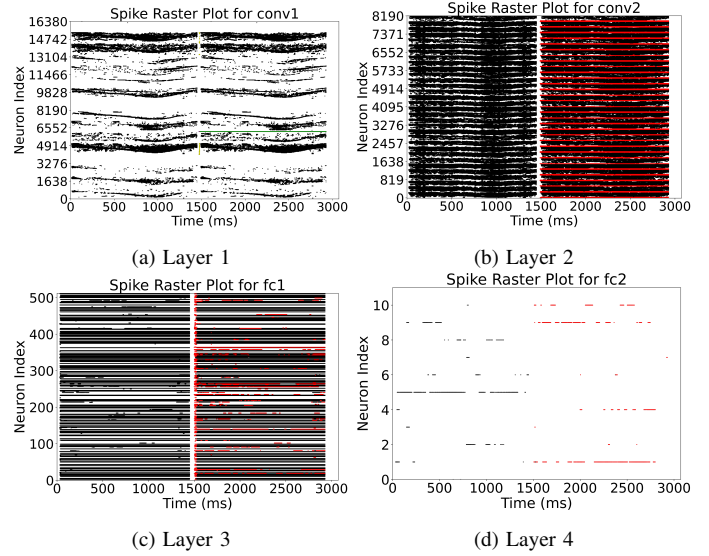 Spike Raster Plot for conv1
16380
14742
13104
11466
9828
8190
6552
4914
3276
1638
0
Neuron Index
0 500 1000 1500 2000 2500 3000
Time (ms)
(a) Layer 1
Spike Raster Plot for conv2
8190
7371
6552
5733
4914
4095
3276
2457
1638
819
0
Neuron Index
0 500 1000 1500 2000 2500 3000
Time (ms)
(b) Layer 2
Spike Raster Plot for fc1
500
400
300
200
100
0
Neuron Index
0 500 1000 1500 2000 2500 3000
Time (ms)
(c) Layer 3
Spike Raster Plot for fc2
10
8
6
4
2
0
Neuron Index
0 500 1000 1500 2000 2500 3000
Time (ms)
(d) Layer 4